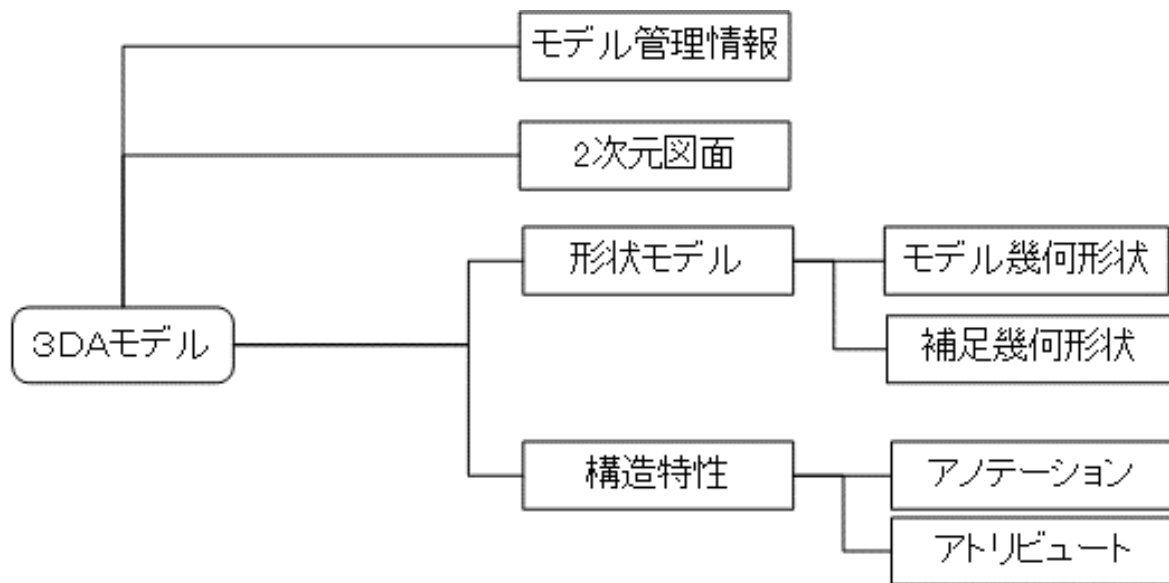 モデル管理情報
2次元図面
形状モデル
モデル幾何形状
3DAモデル
補足幾何形状
構造特性
アノテーション
アトリビュート